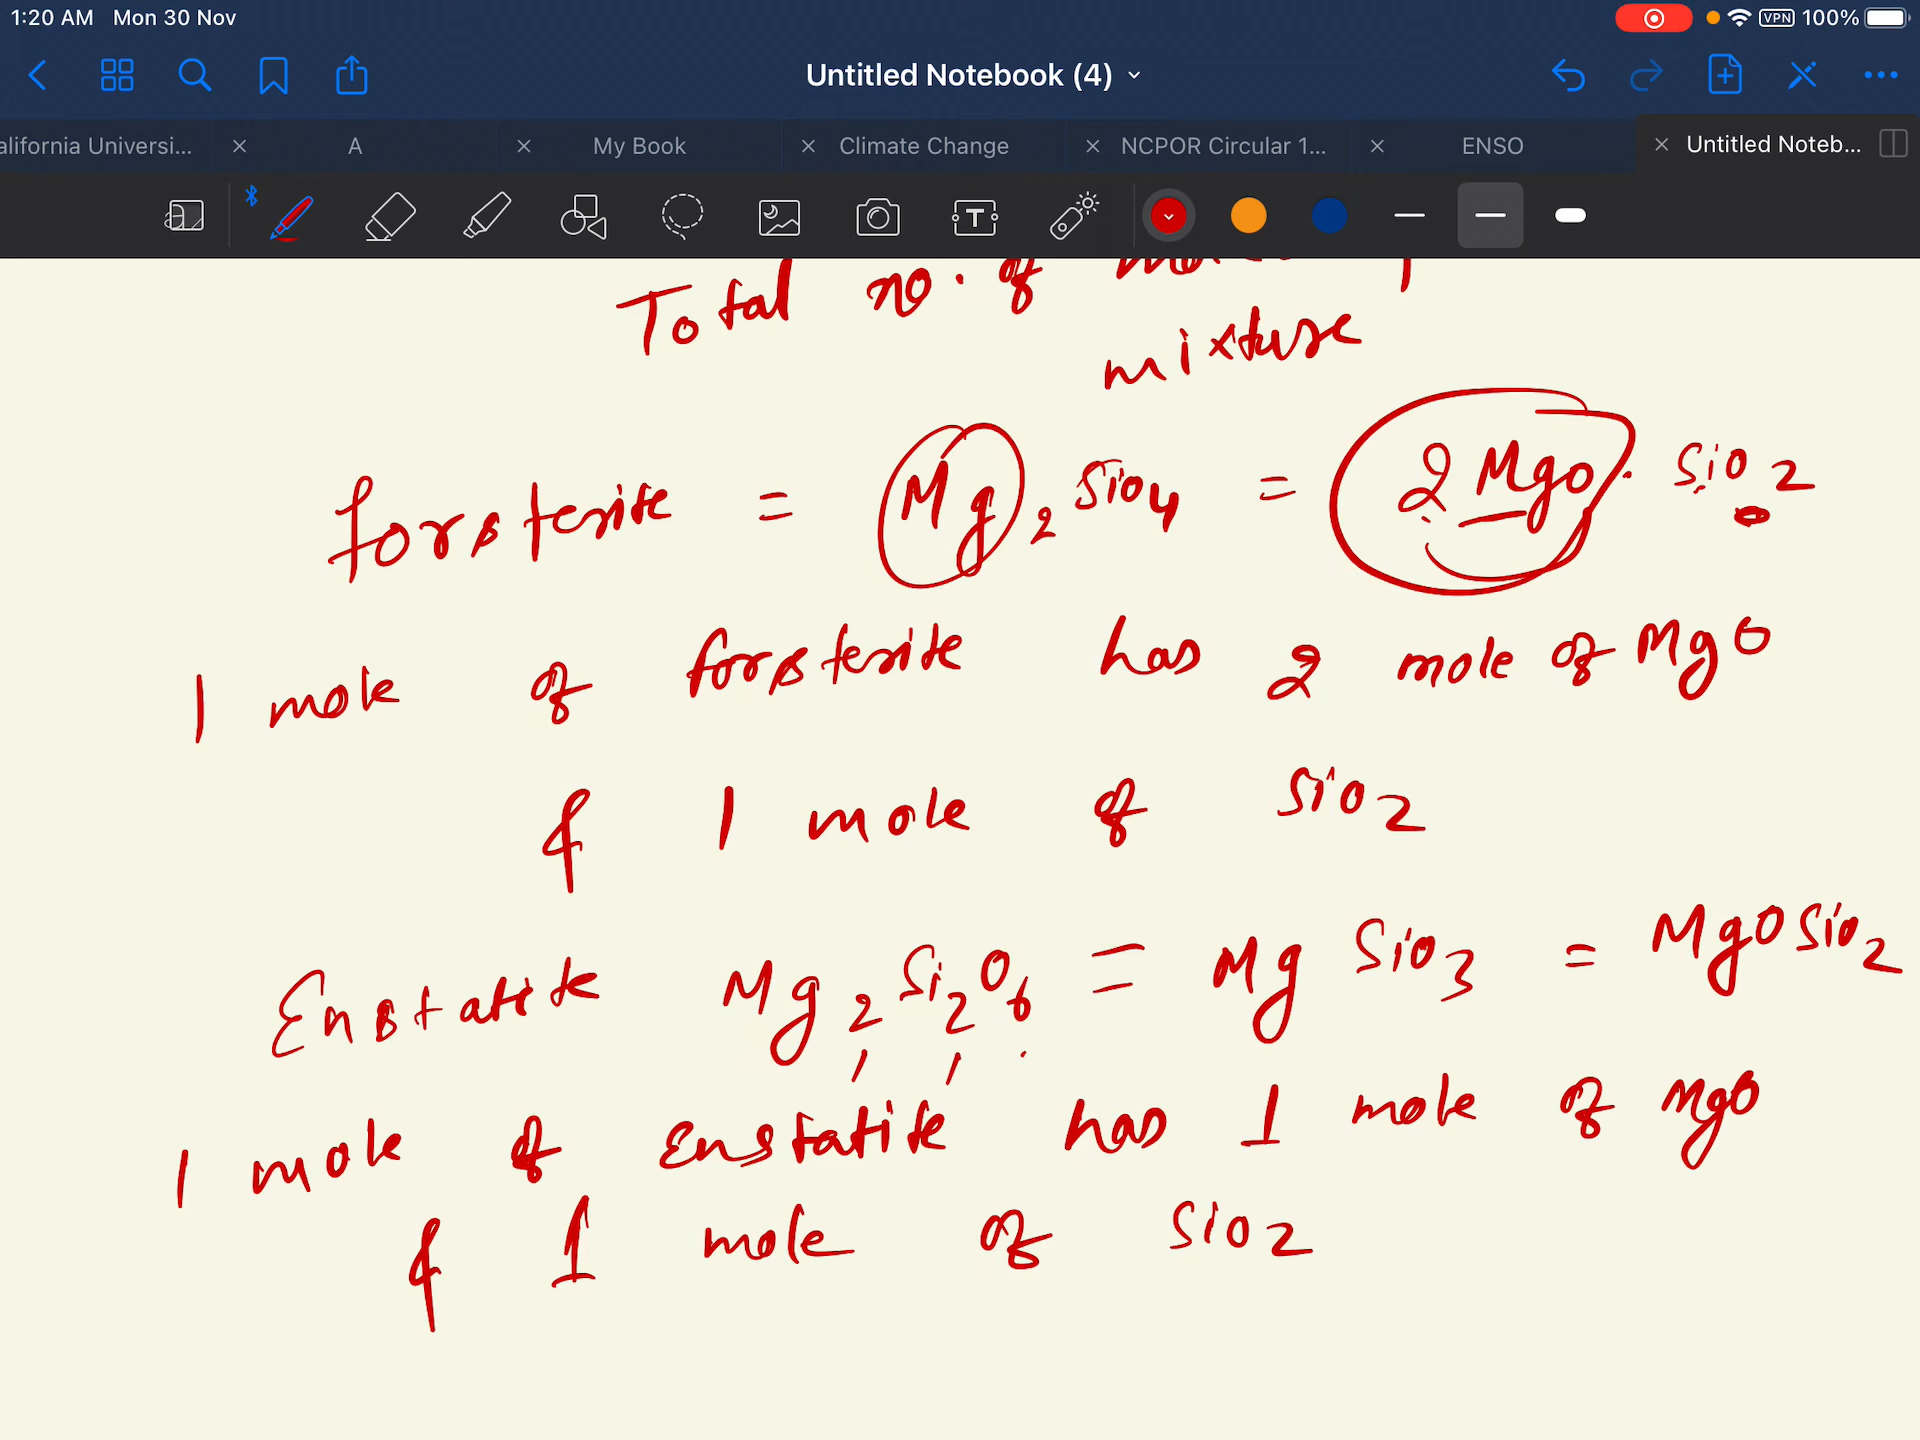 1:20 AM Mon 30 Nov VPN 100%
Untitled Notebook (4)
alifornia Universi... A My Book Climate Change NCPOR Circular 1... ENSO Untitled Noteb...
Total no. of
mixture
forsterite = Mg₂SiO₄ = 2MgO. SiO₂
1 mole of forsterite has 2 mole of MgO
& 1 mole of SiO₂
Enstatite Mg₂Si₂O₆ = MgSiO₃ = MgOSiO₂
1 mole of Enstatite has 1 mole of MgO
& 1 mole of SiO₂